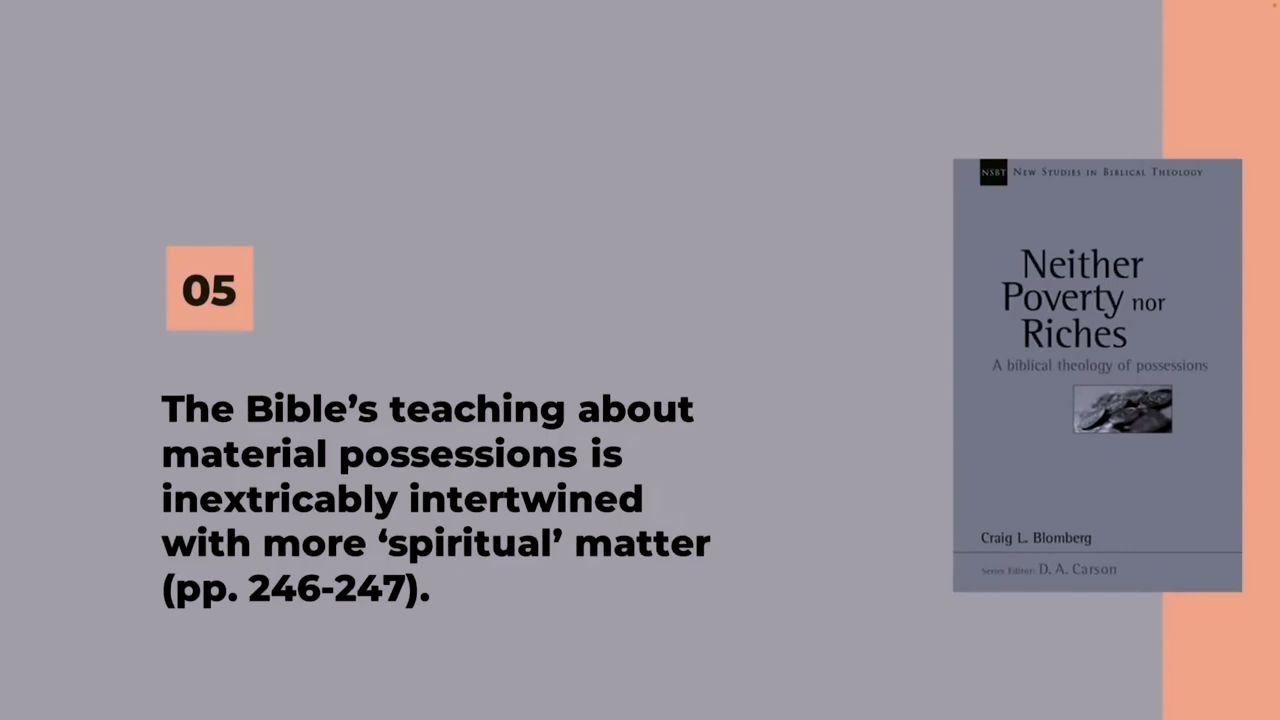 05
The Bible’s teaching about
material possessions is
inextricably intertwined
with more ‘spiritual’ matter
(pp. 246-247).
NSBT New Studies in Biblical Theology
Neither
Poverty nor
Riches
A biblical theology of possessions
Craig L. Blomberg
Series Editor: D. A. Carson